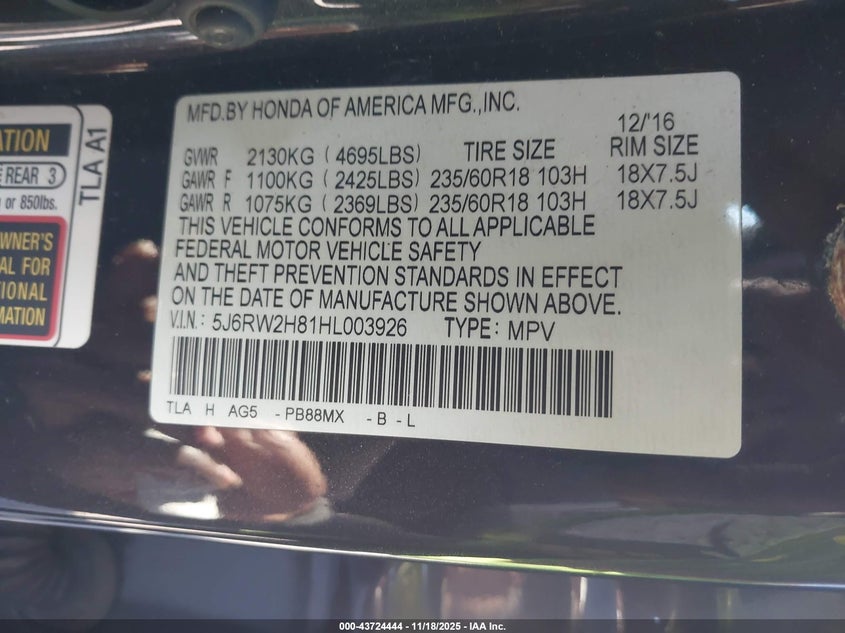 ATION
E REAR 3
or 850lbs.
TLA A1
OWNER'S
AL FOR
TIONAL
MATION
MFD.BY HONDA OF AMERICA MFG.,INC.
12/'16
GVWR 2130KG ( 4695LBS) TIRE SIZE RIM SIZE
GAWR F 1100KG ( 2425LBS) 235/60R18 103H 18X7.5J
GAWR R 1075KG ( 2369LBS) 235/60R18 103H 18X7.5J
THIS VEHICLE CONFORMS TO ALL APPLICABLE
FEDERAL MOTOR VEHICLE SAFETY
AND THEFT PREVENTION STANDARDS IN EFFECT
ON THE DATE OF MANUFACTURE SHOWN ABOVE.
V.I.N: 5J6RW2H81HL003926 TYPE: MPV
TLA H AG5 - PB88MX - B - L
000-43724444 - 11/18/2025 - IAA Inc.